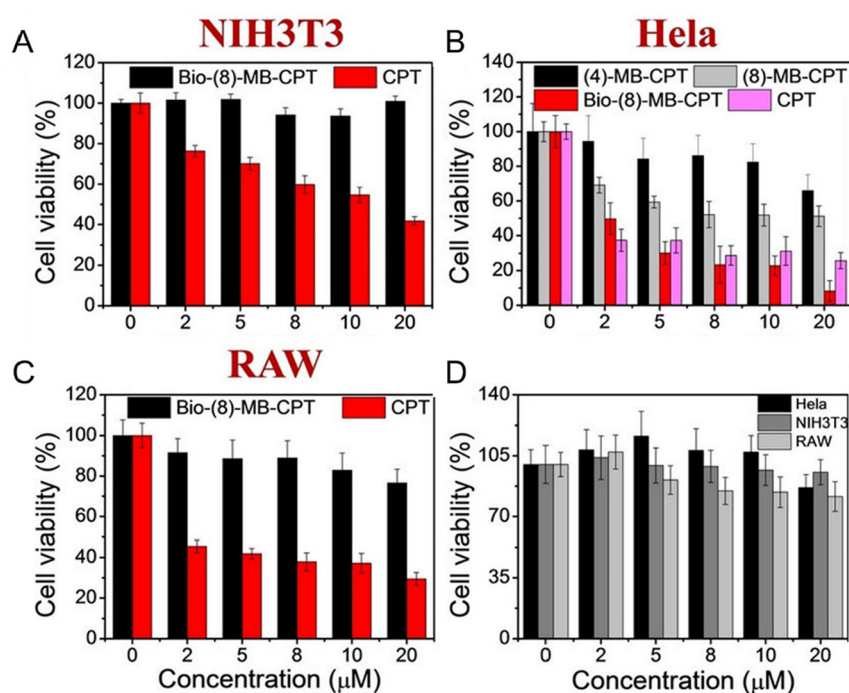 A
NIH3T3
Bio-(8)-MB-CPT CPT
Cell viability (%)
120
100
80
60
40
20
0
0 2 5 8 10 20
B
Hela
(4)-MB-CPT (8)-MB-CPT
Bio-(8)-MB-CPT CPT
Cell viability (%)
140
120
100
80
60
40
20
0
0 2 5 8 10 20
C
RAW
Bio-(8)-MB-CPT CPT
Cell viability (%)
120
100
80
60
40
20
0
0 2 5 8 10 20
Concentration (μM)
D
Hela
NIH3T3
RAW
Cell viability (%)
140
105
70
35
0
0 2 5 8 10 20
Concentration (μM)